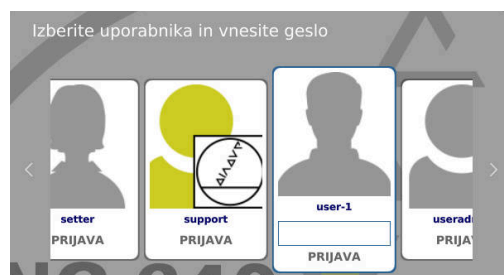 Izberite uporabnika in vnesite geslo
setter
PRIJAVA
support
PRIJAVA
user-1
PRIJAVA